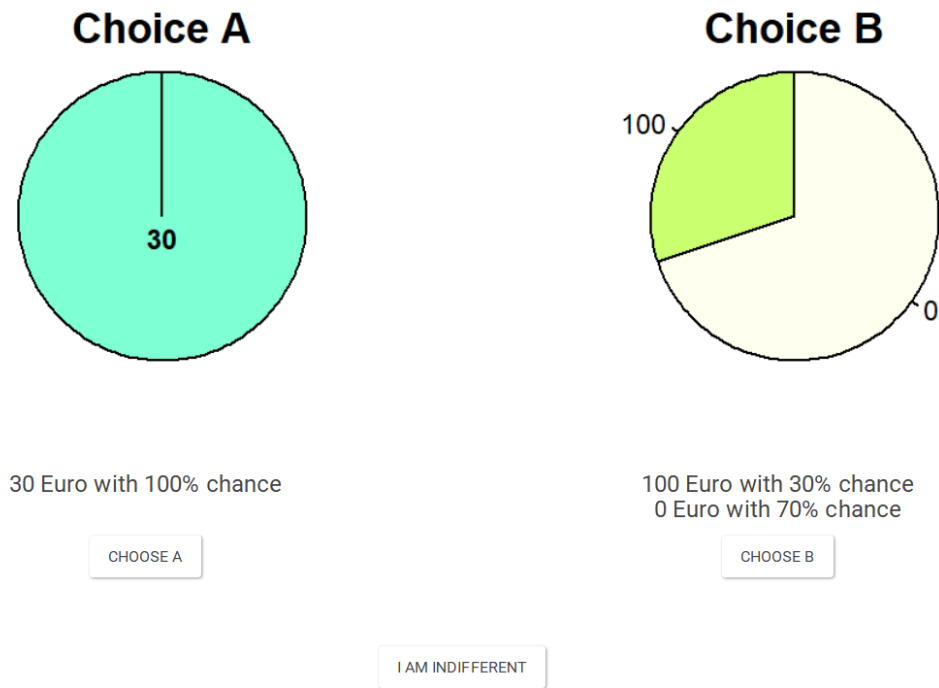 Choice A
Choice B
30
100
0
30 Euro with 100% chance
100 Euro with 30% chance
0 Euro with 70% chance
CHOOSE A
CHOOSE B
I AM INDIFFERENT